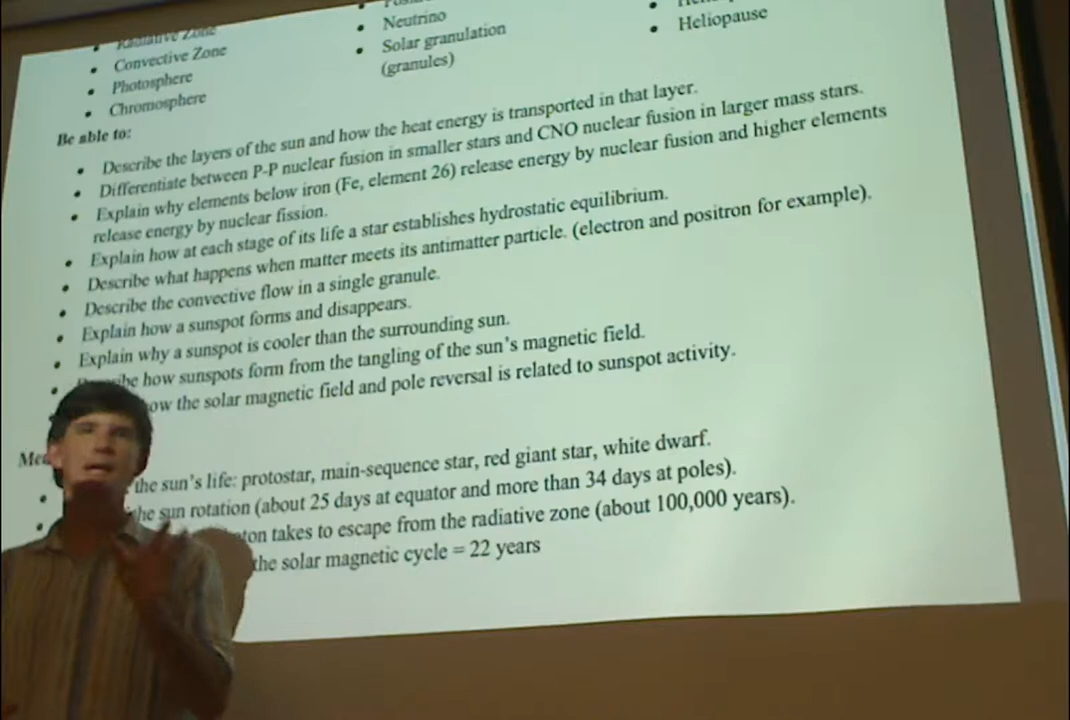 Radiative Zone
Convective Zone
Photosphere
Chromosphere
Neutrino
Solar granulation
(granules)
Heliopause
Be able to:
Describe the layers of the sun and how the heat energy is transported in that layer.
Differentiate between P-P nuclear fusion in smaller stars and CNO nuclear fusion in larger mass stars.
Explain why elements below iron (Fe, element 26) release energy by nuclear fusion and higher elements
release energy by nuclear fission.
Explain how at each stage of its life a star establishes hydrostatic equilibrium.
Describe what happens when matter meets its antimatter particle. (electron and positron for example).
Describe the convective flow in a single granule.
Explain how a sunspot forms and disappears.
Explain why a sunspot is cooler than the surrounding sun.
how sunspots form from the tangling of the sun's magnetic field.
the solar magnetic field and pole reversal is related to sunspot activity.
the sun's life: protostar, main-sequence star, red giant star, white dwarf.
sun rotation (about 25 days at equator and more than 34 days at poles).
takes to escape from the radiative zone (about 100,000 years).
the solar magnetic cycle = 22 years